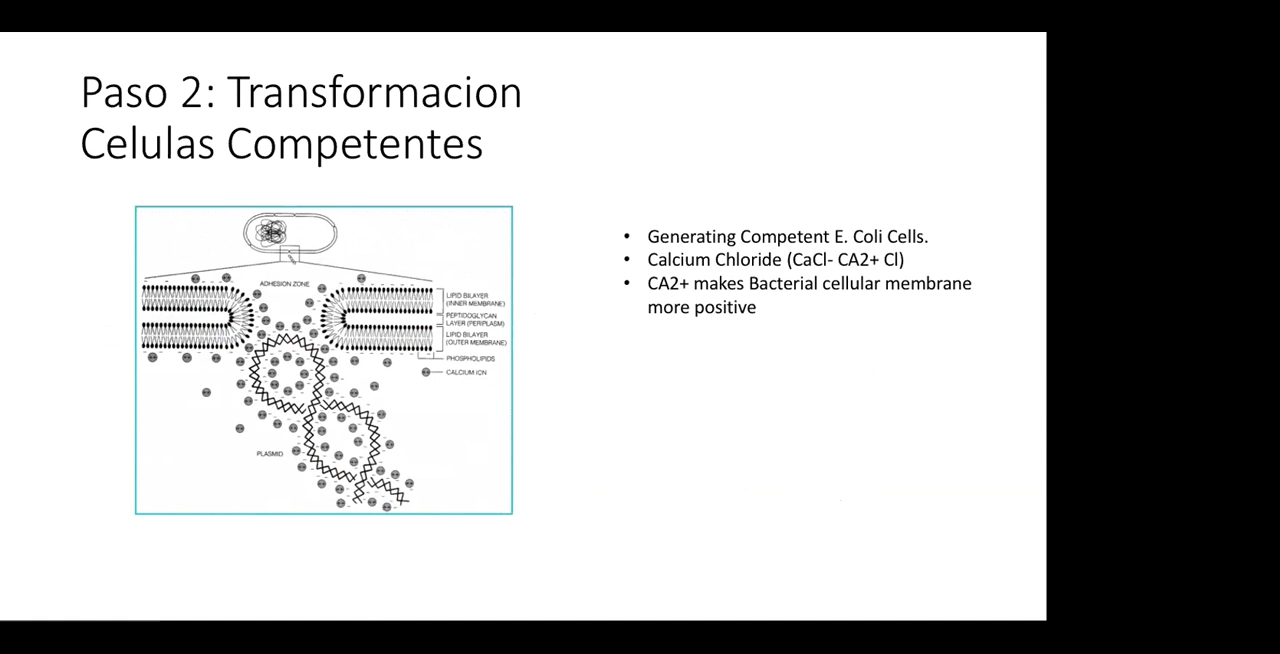 Paso 2: Transformacion
Celulas Competentes
ADHESION ZONE
LIPID BILAYER
(INNER MEMBRANE)
PEPTIDOGLYCAN
LAYER (PERIPLASM)
LIPID BILAYER
(OUTER MEMBRANE)
PHOSPHOLIPIDS
CALCIUM ION
PLASMID
• Generating Competent E. Coli Cells.
• Calcium Chloride (CaCl- CA2+ Cl)
• CA2+ makes Bacterial cellular membrane
more positive